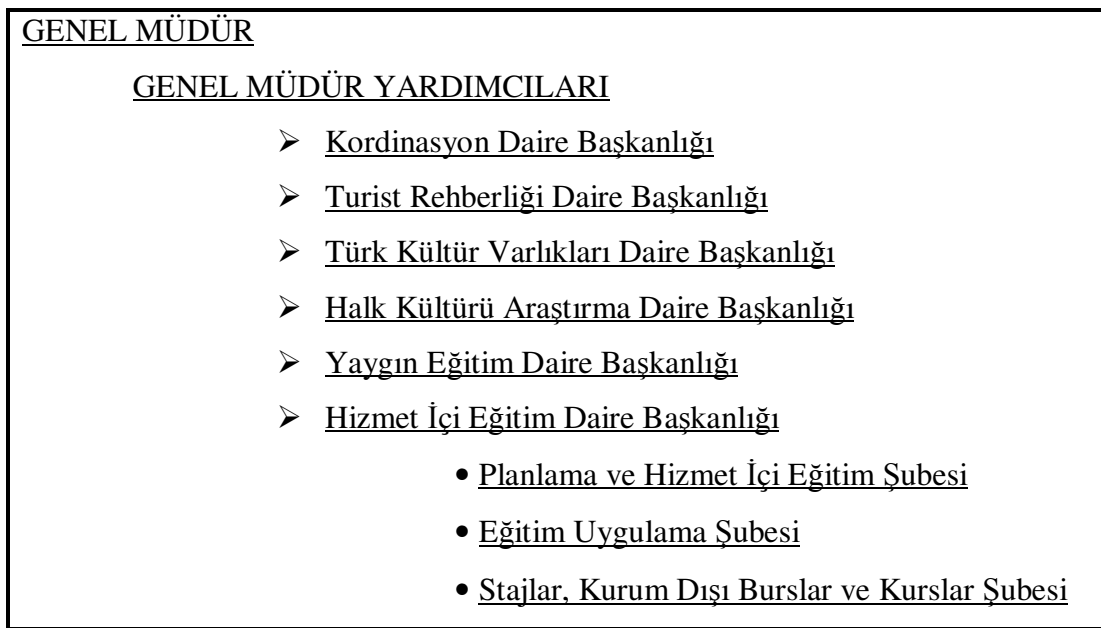 GENEL MÜDÜR
GENEL MÜDÜR YARDIMCILARI
➢ Kordinasyon Daire Başkanlığı
➢ Turist Rehberliği Daire Başkanlığı
➢ Türk Kültür Varlıkları Daire Başkanlığı
➢ Halk Kültürü Araştırma Daire Başkanlığı
➢ Yaygın Eğitim Daire Başkanlığı
➢ Hizmet İçi Eğitim Daire Başkanlığı
• Planlama ve Hizmet İçi Eğitim Şubesi
• Eğitim Uygulama Şubesi
• Stajlar, Kurum Dışı Burslar ve Kurslar Şubesi